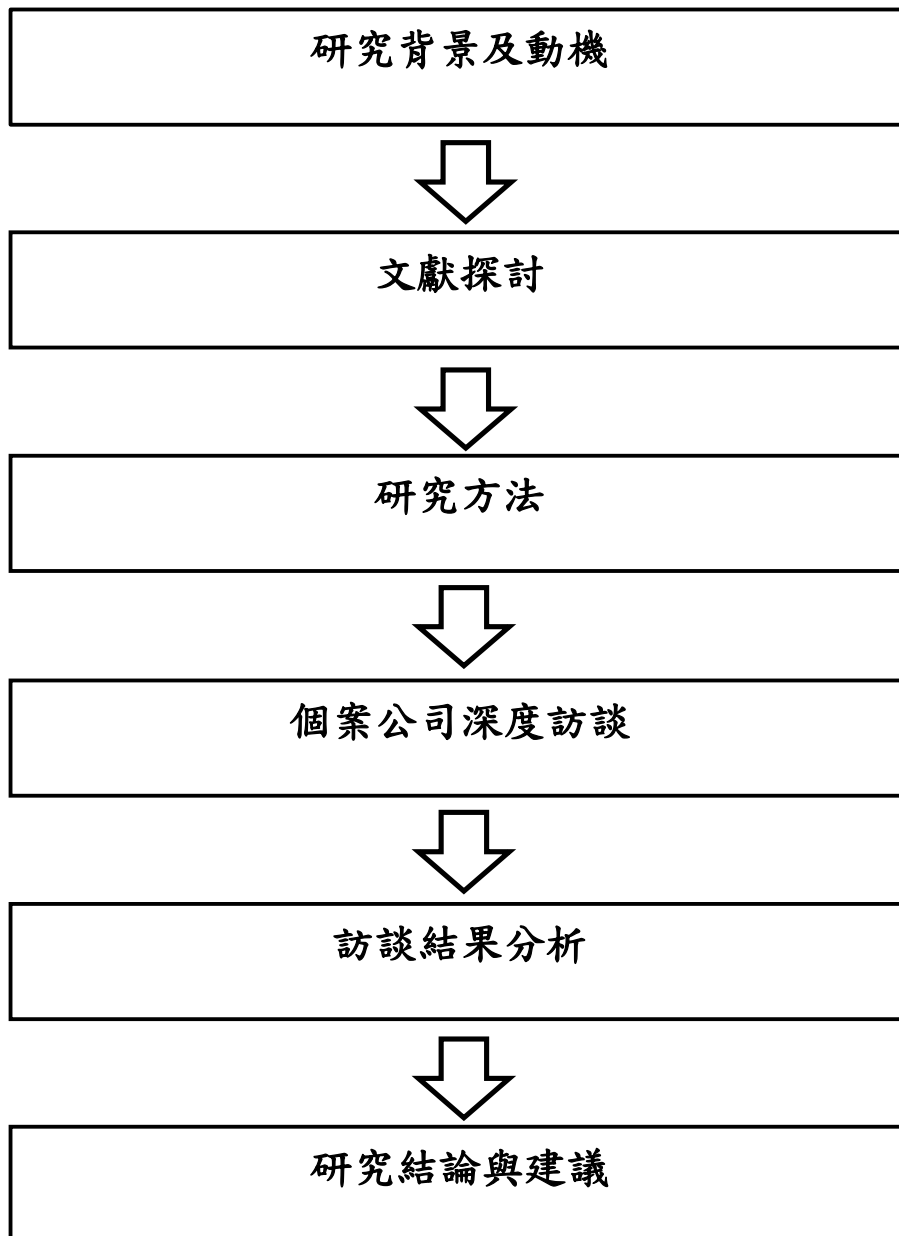 研究背景及動機
文獻探討
研究方法
個案公司深度訪談
訪談結果分析
研究結論與建議